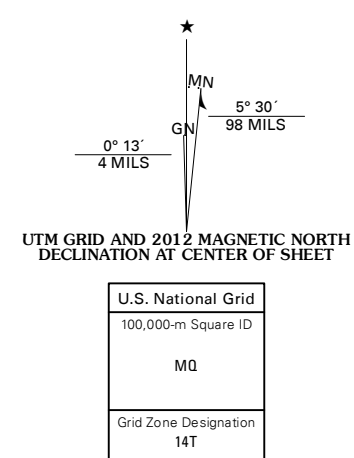 ★
MN
GN
5° 30´
98 MILS
0° 13´
4 MILS
UTM GRID AND 2012 MAGNETIC NORTH
DECLINATION AT CENTER OF SHEET
U.S. National Grid
100,000-m Square ID
MQ
Grid Zone Designation
14T